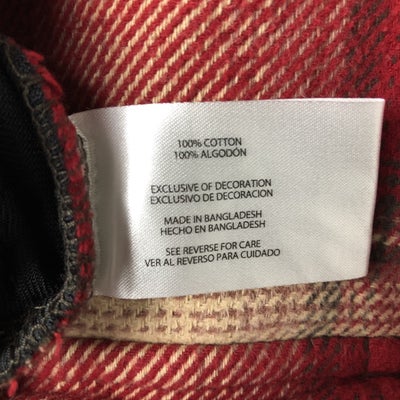 100% COTTON
100% ALGODÓN
EXCLUSIVE OF DECORATION
EXCLUSIVO DE DECORACION
MADE IN BANGLADESH
HECHO EN BANGLADESH
SEE REVERSE FOR CARE
VER AL REVERSO PARA CUIDADO